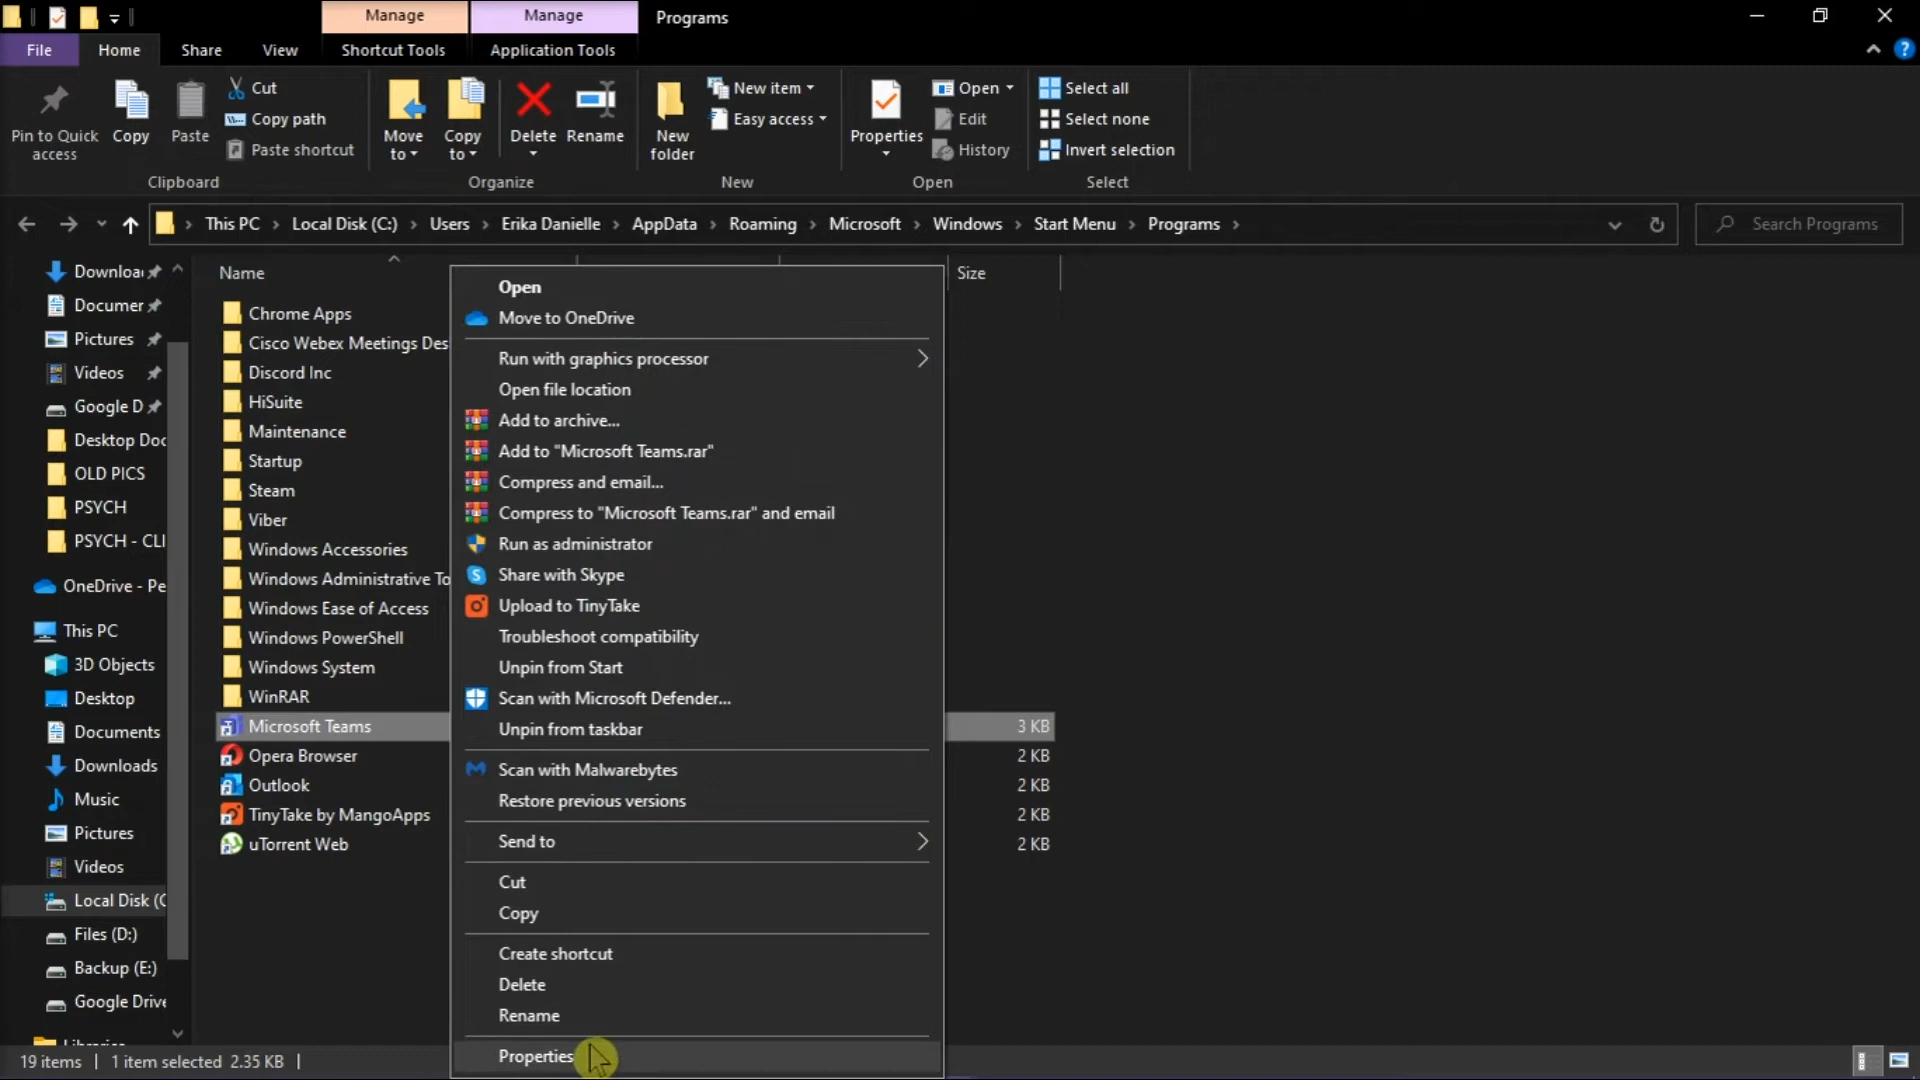 Manage
Manage
Programs
File
Home
Share
View
Shortcut Tools
Application Tools
Pin to Quick
access
Copy
Paste
Cut
Copy path
Paste shortcut
Clipboard
Move
to
Copy
to
Delete
Rename
Organize
New
folder
New item
Easy access
New
Properties
Open
Edit
History
Open
Select all
Select none
Invert selection
Select
This PC
Local Disk (C:)
Users
Erika Danielle
AppData
Roaming
Microsoft
Windows
Start Menu
Programs
Search Programs
Downloa
Documer
Pictures
Videos
Google D
Desktop Doc
OLD PICS
PSYCH
PSYCH - CLI
OneDrive - Pe
This PC
3D Objects
Desktop
Documents
Downloads
Music
Pictures
Videos
Local Disk (C
Files (D:)
Backup (E:)
Google Drive
Libraries
Name
Size
Chrome Apps
Cisco Webex Meetings Des
Discord Inc
HiSuite
Maintenance
Startup
Steam
Viber
Windows Accessories
Windows Administrative To
Windows Ease of Access
Windows PowerShell
Windows System
WinRAR
Microsoft Teams 3 KB
Opera Browser 2 KB
Outlook 2 KB
TinyTake by MangoApps 2 KB
uTorrent Web 2 KB
Open
Move to OneDrive
Run with graphics processor
Open file location
Add to archive...
Add to "Microsoft Teams.rar"
Compress and email...
Compress to "Microsoft Teams.rar" and email
Run as administrator
Share with Skype
Upload to TinyTake
Troubleshoot compatibility
Unpin from Start
Scan with Microsoft Defender...
Unpin from taskbar
Scan with Malwarebytes
Restore previous versions
Send to
Cut
Copy
Create shortcut
Delete
Rename
Properties
19 items
1 item selected 2.35 KB